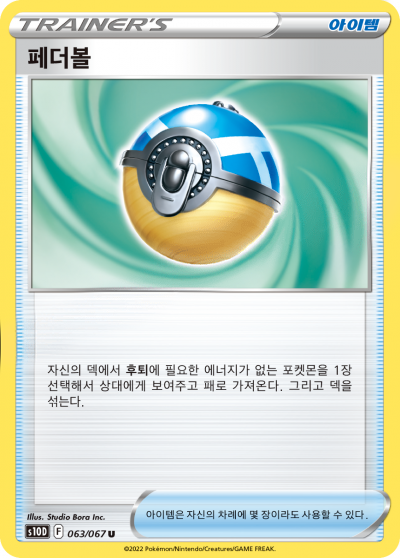 TRAINER'S 아이템
페더볼
자신의 덱에서 후퇴에 필요한 에너지가 없는 포켓몬을 1장
선택해서 상대에게 보여주고 패로 가져온다. 그리고 덱을
섞는다.
Illus. Studio Bora Inc.
s10D F 063/067 U
아이템은 자신의 차례에 몇 장이라도 사용할 수 있다.
©2022 Pokémon/Nintendo/Creatures/GAME FREAK.